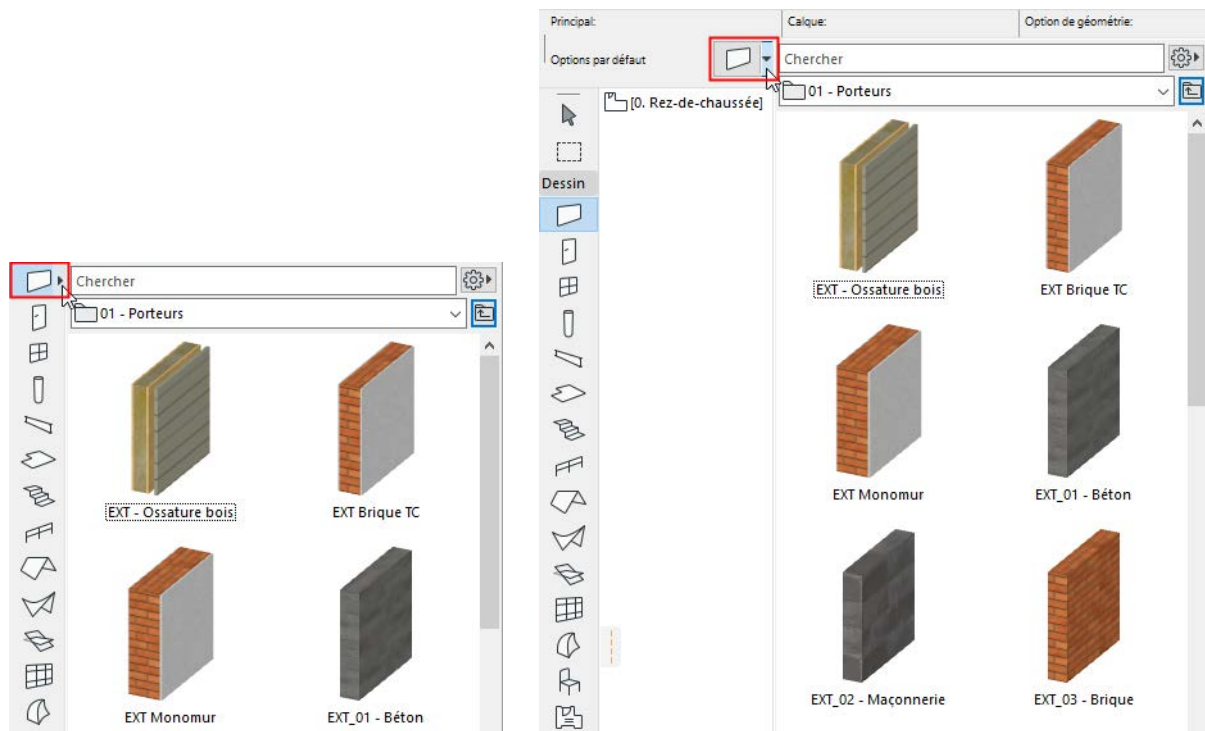 Chercher
01 - Porteurs
EXT - Ossature bois
EXT Brique TC
EXT Monomur
EXT_01 - Béton
Principal:
Calque:
Option de géométrie:
Options par défaut
Chercher
01 - Porteurs
[0. Rez-de-chaussée]
Dessin
EXT - Ossature bois
EXT Brique TC
EXT Monomur
EXT_01 - Béton
EXT_02 - Maçonnerie
EXT_03 - Brique